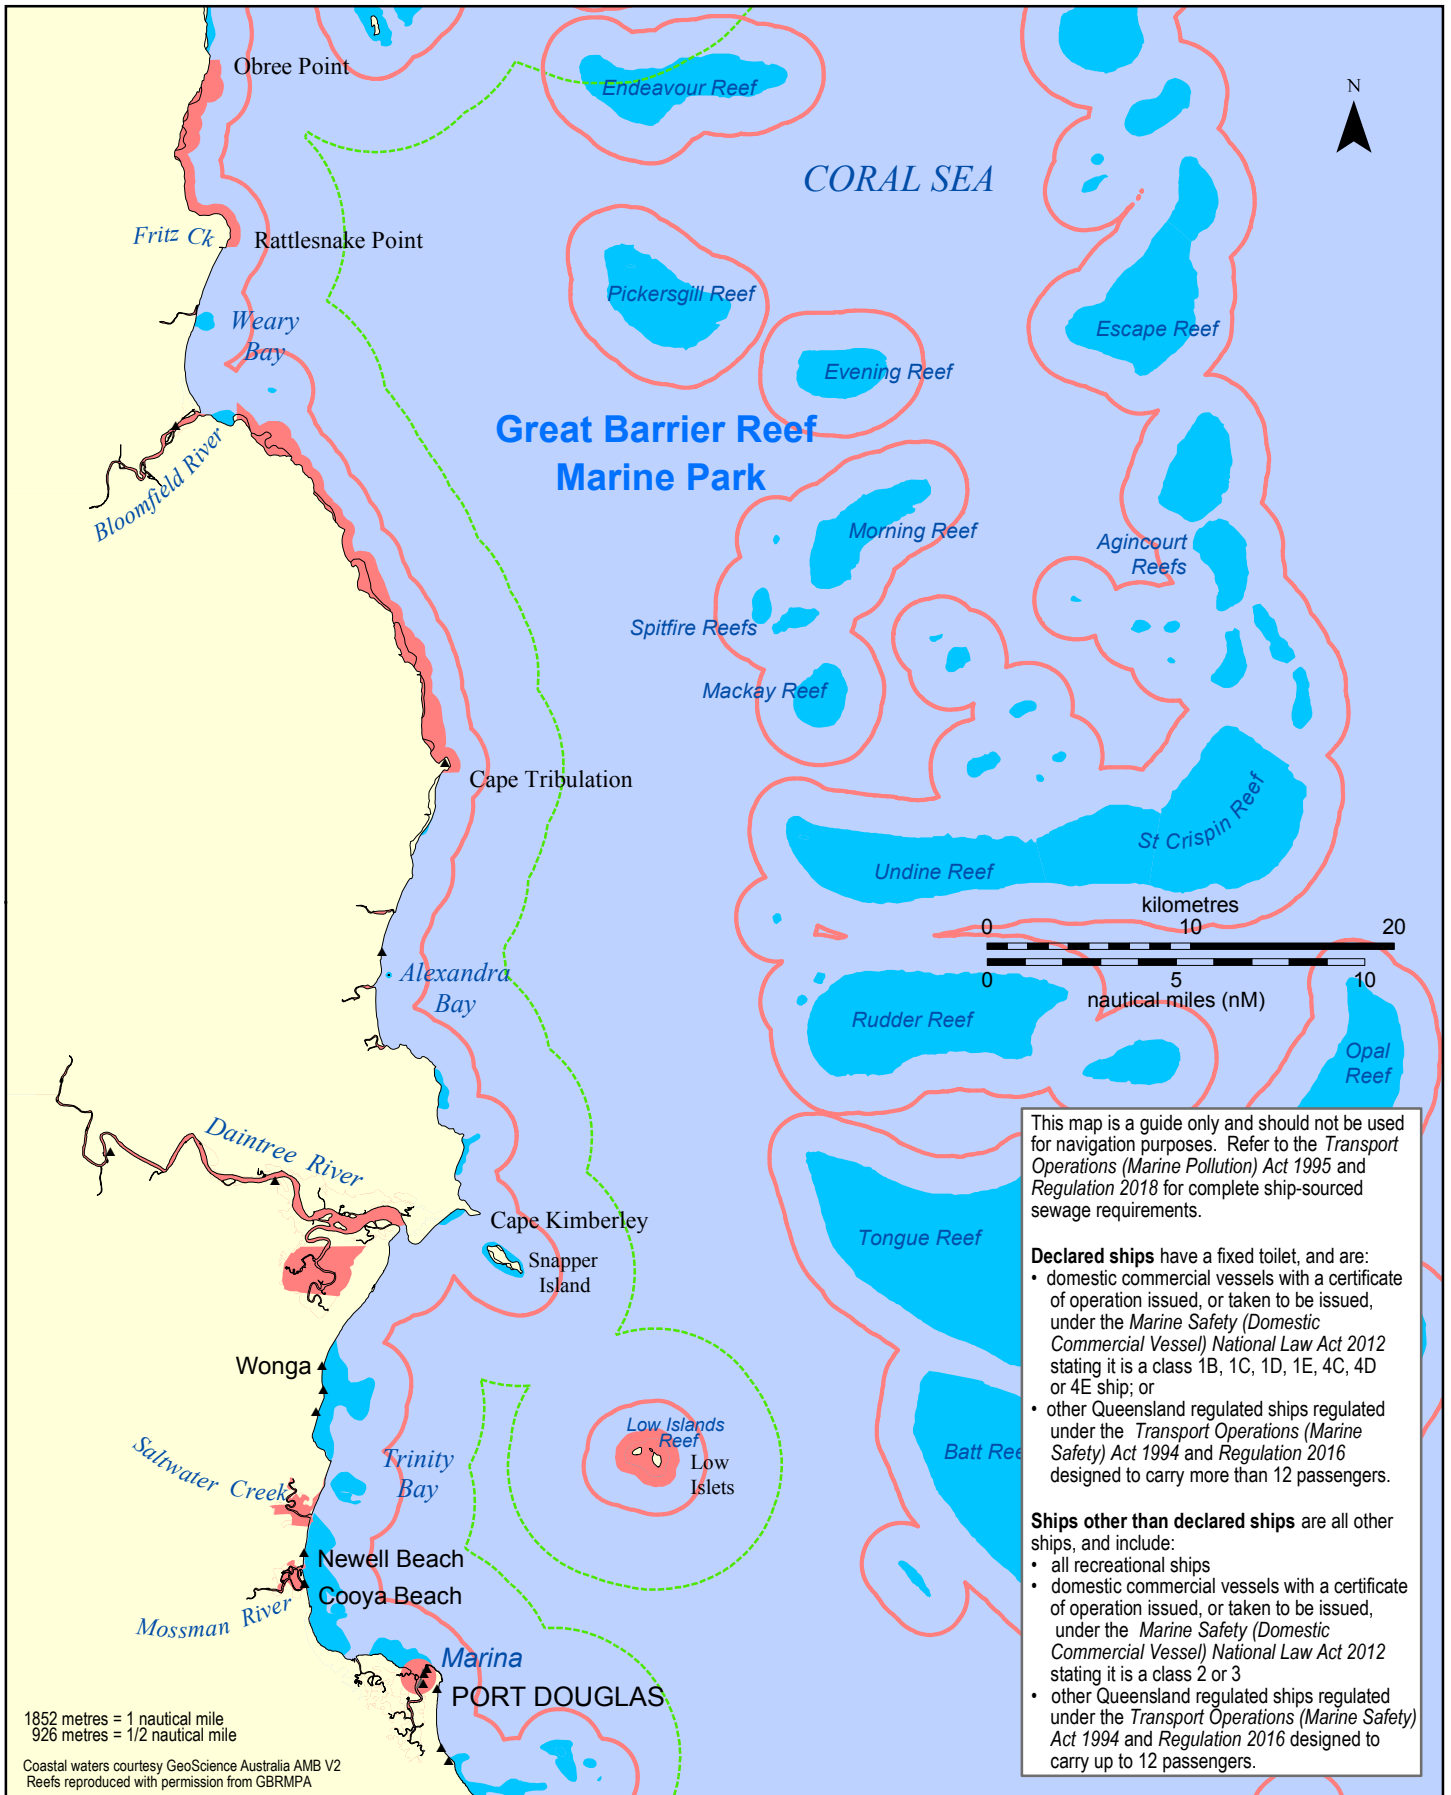 Obree Point
Endeavour Reef
N
CORAL SEA
Fritz Ck
Rattlesnake Point
Pickersgill Reef
Weary
Bay
Escape Reef
Evening Reef
Great Barrier Reef
Marine Park
Bloomfield River
Morning Reef
Agincourt
Reefs
Spitfire Reefs
Mackay Reef
Cape Tribulation
St Crispin Reef
Undine Reef
kilometres
0 10 20
0 5 10
nautical miles (nM)
Alexandra
Bay
Rudder Reef
Opal
Reef
Daintree River
Cape Kimberley
Snapper
Island
Tongue Reef
Wonga
Low Islands
Reef
Low
Islets
Trinity
Bay
Saltwater Creek
Batt Ree
Newell Beach
Cooya Beach
Mossman River
Marina
PORT DOUGLAS
1852 metres = 1 nautical mile
926 metres = 1/2 nautical mile
Coastal waters courtesy GeoScience Australia AMB V2
Reefs reproduced with permission from GBRMPA
This map is a guide only and should not be used
for navigation purposes. Refer to the Transport
Operations (Marine Pollution) Act 1995 and
Regulation 2018 for complete ship-sourced
sewage requirements.
Declared ships have a fixed toilet, and are:
• domestic commercial vessels with a certificate
of operation issued, or taken to be issued,
under the Marine Safety (Domestic
Commercial Vessel) National Law Act 2012
stating it is a class 1B, 1C, 1D, 1E, 4C, 4D
or 4E ship; or
• other Queensland regulated ships regulated
under the Transport Operations (Marine
Safety) Act 1994 and Regulation 2016
designed to carry more than 12 passengers.
Ships other than declared ships are all other
ships, and include:
• all recreational ships
• domestic commercial vessels with a certificate
of operation issued, or taken to be issued,
under the Marine Safety (Domestic
Commercial Vessel) National Law Act 2012
stating it is a class 2 or 3
• other Queensland regulated ships regulated
under the Transport Operations (Marine Safety)
Act 1994 and Regulation 2016 designed to
carry up to 12 passengers.